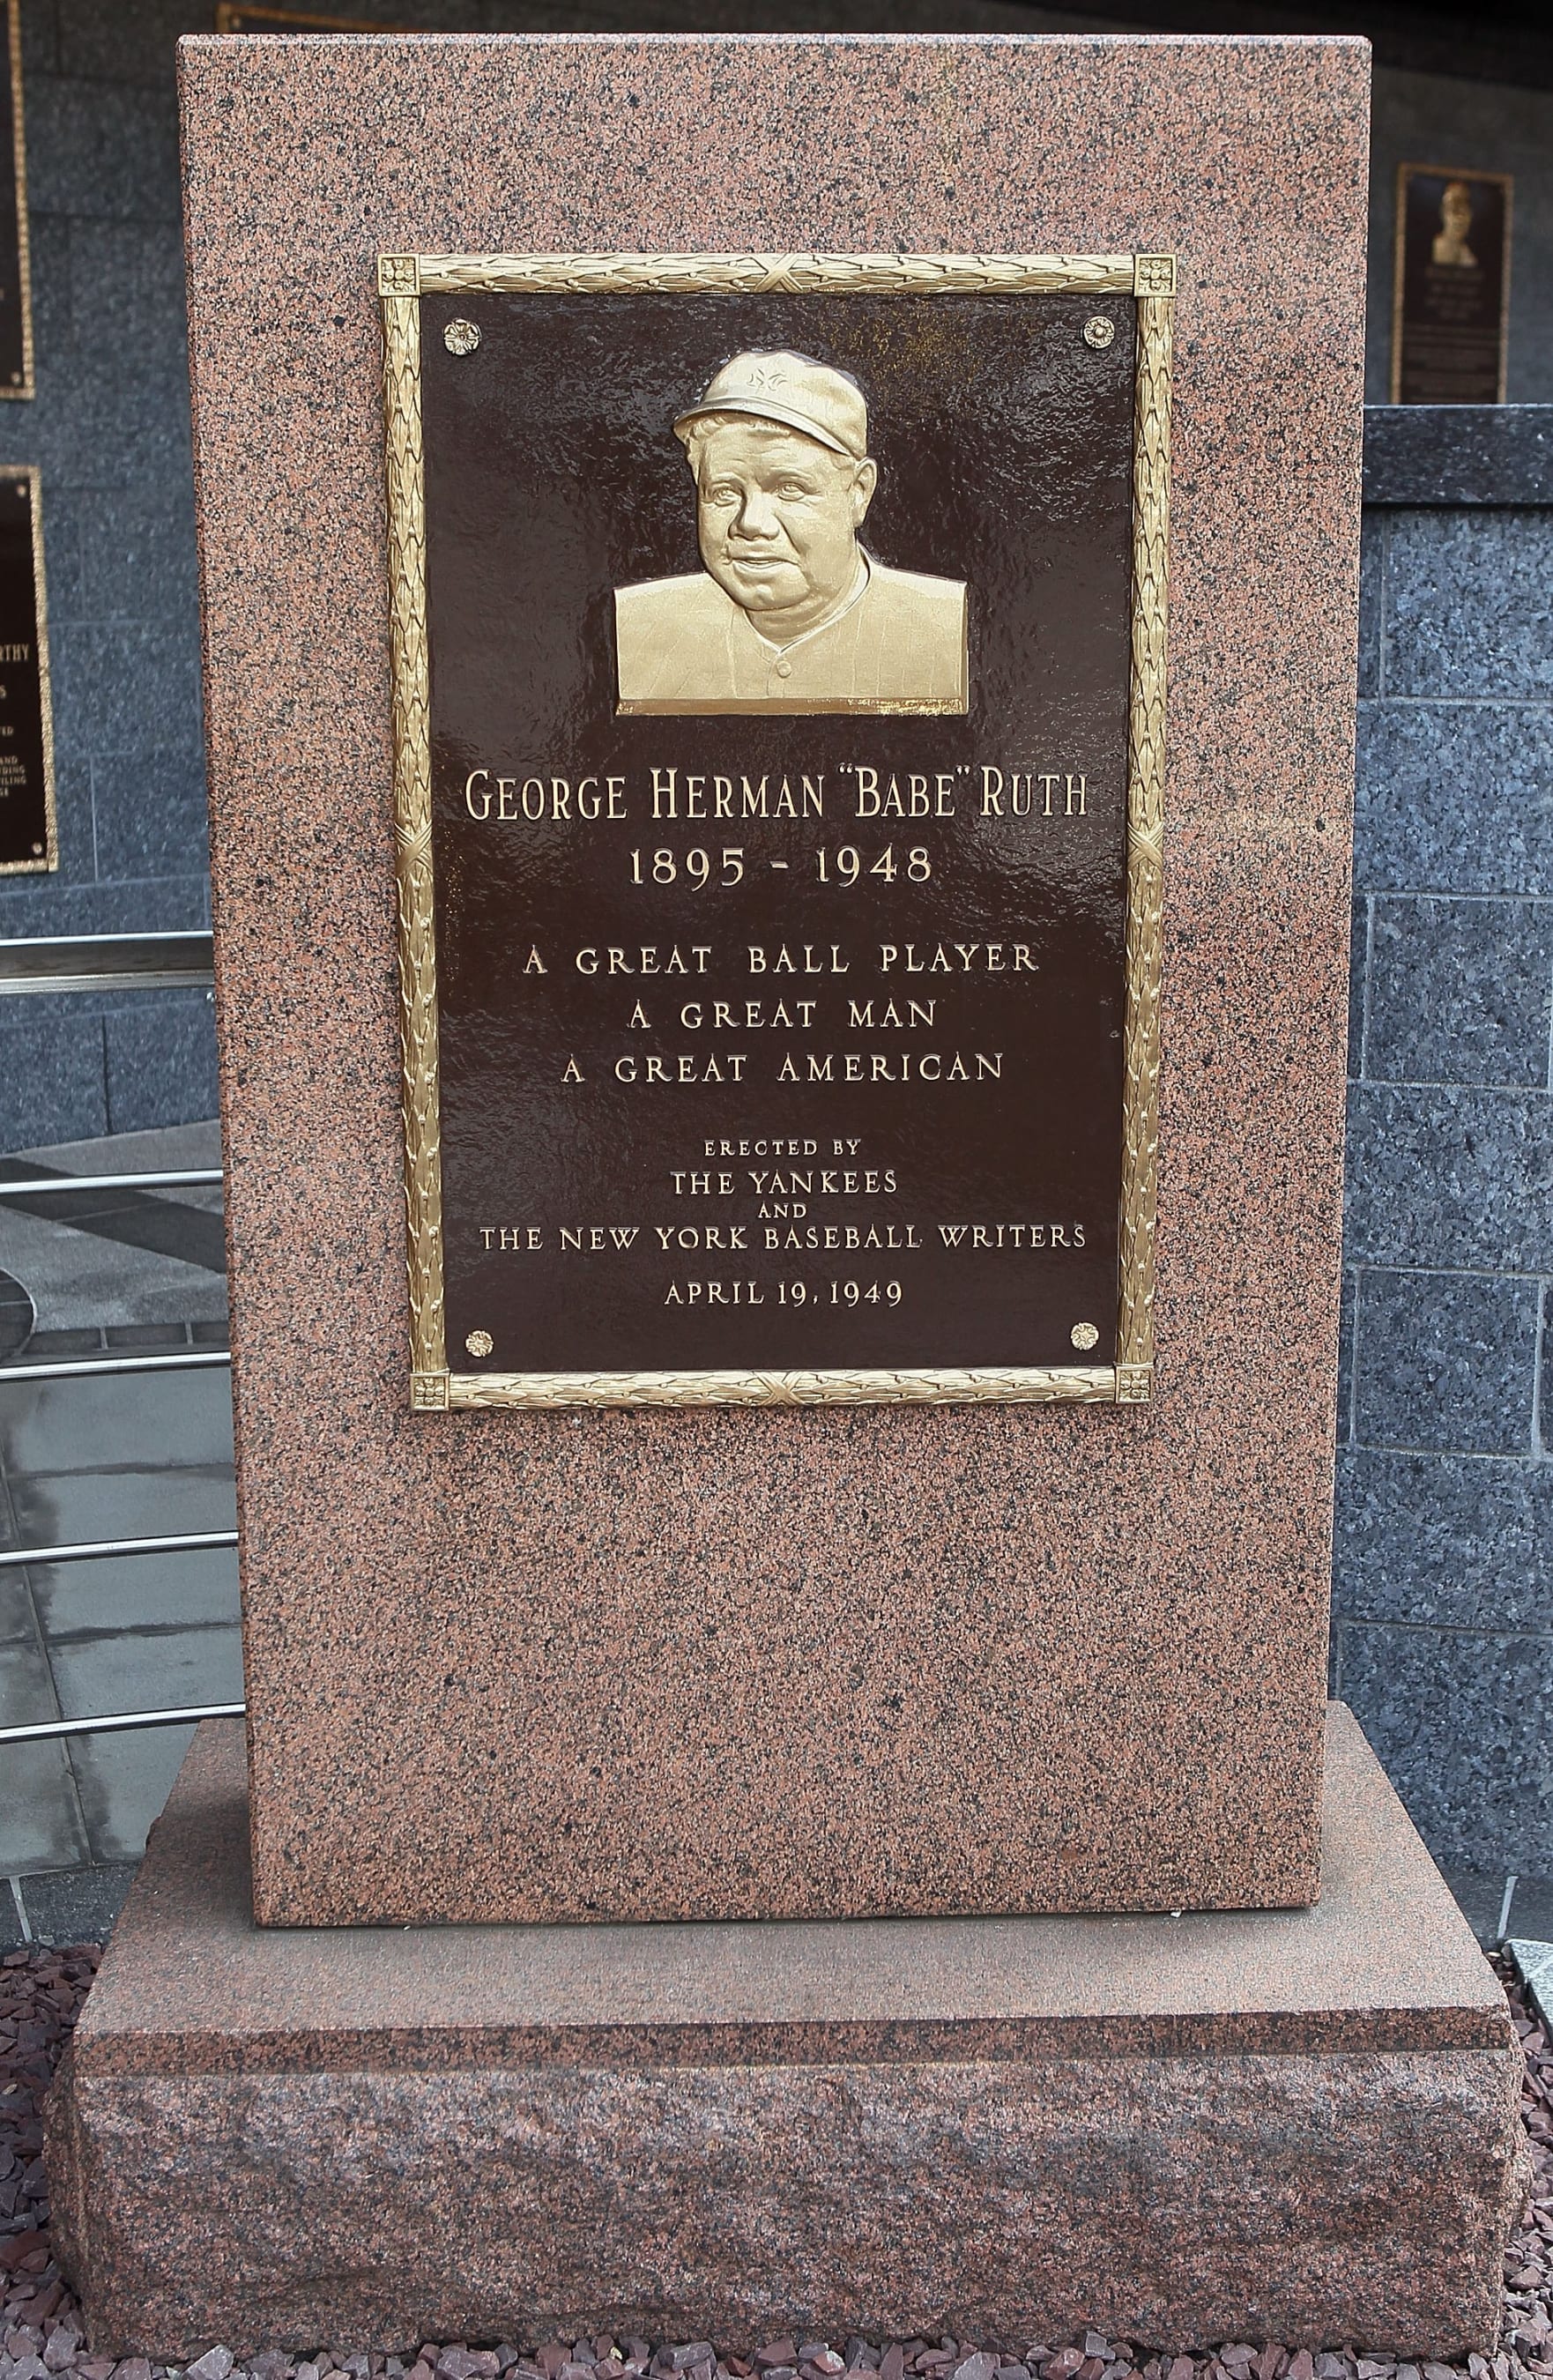 GEORGE HERMAN "BABE" RUTH
1895 - 1948
A GREAT BALL PLAYER
A GREAT MAN
A GREAT AMERICAN
ERECTED BY
THE YANKEES
AND
THE NEW YORK BASEBALL WRITERS
APRIL 19, 1949